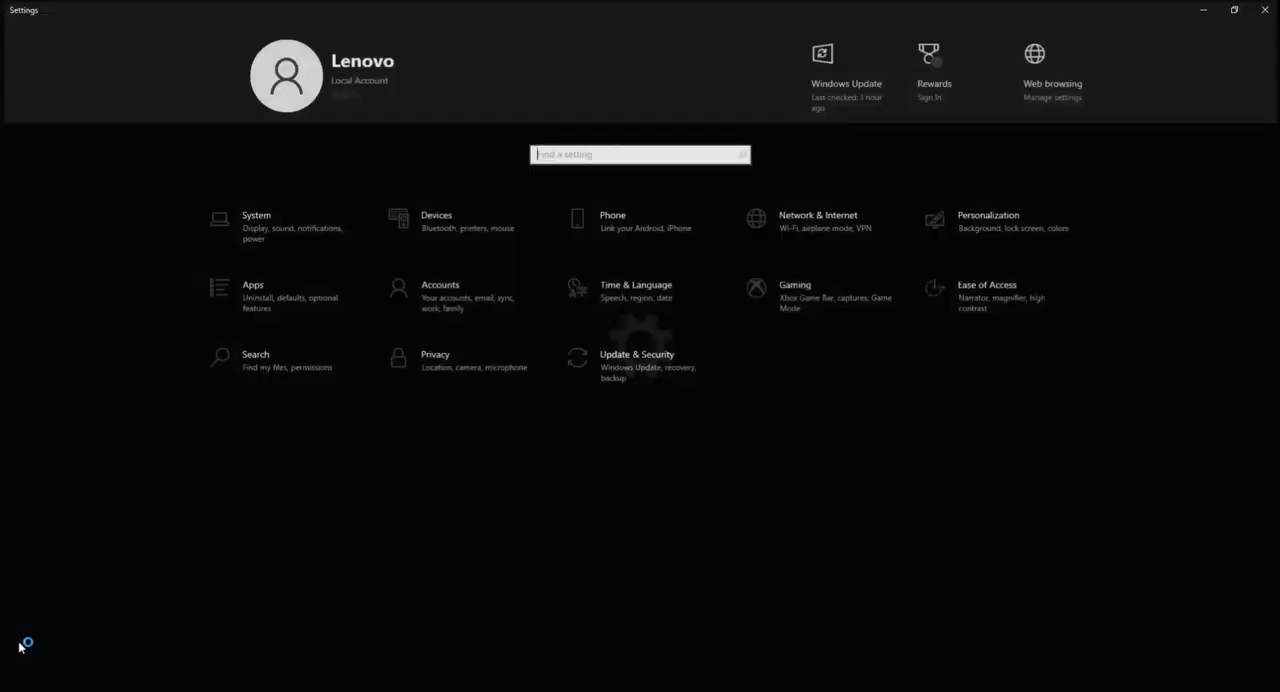 Settings
Lenovo
Local Account
Windows Update
Last checked: 1 hour
ago
Rewards
Sign in
Web browsing
Manage settings
Find a setting
System
Display, sound, notifications,
power
Devices
Bluetooth, printers, mouse
Phone
Link your Android, iPhone
Network & Internet
Wi-Fi, airplane mode, VPN
Personalization
Background, lock screen, colors
Apps
Uninstall, defaults, optional
features
Accounts
Your accounts, email, sync,
work, family
Time & Language
Speech, region, date
Gaming
Xbox Game Bar, captures, Game
Mode
Ease of Access
Narrator, magnifier, high
contrast
Search
Find my files, permissions
Privacy
Location, camera, microphone
Update & Security
Windows Update, recovery,
backup